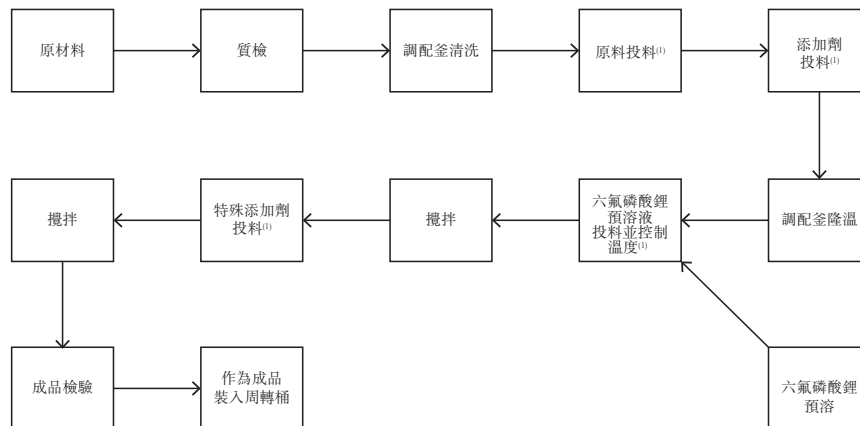 原材料
質檢
調配釜清洗
原料投料(1)
添加劑
投料(1)
攪拌
特殊添加劑
投料(1)
攪拌
六氟磷酸鋰
預溶液
投料並控制
溫度(1)
調配釜隆溫
成品檢驗
作為成品
裝入周轉桶
六氟磷酸鋰
預溶